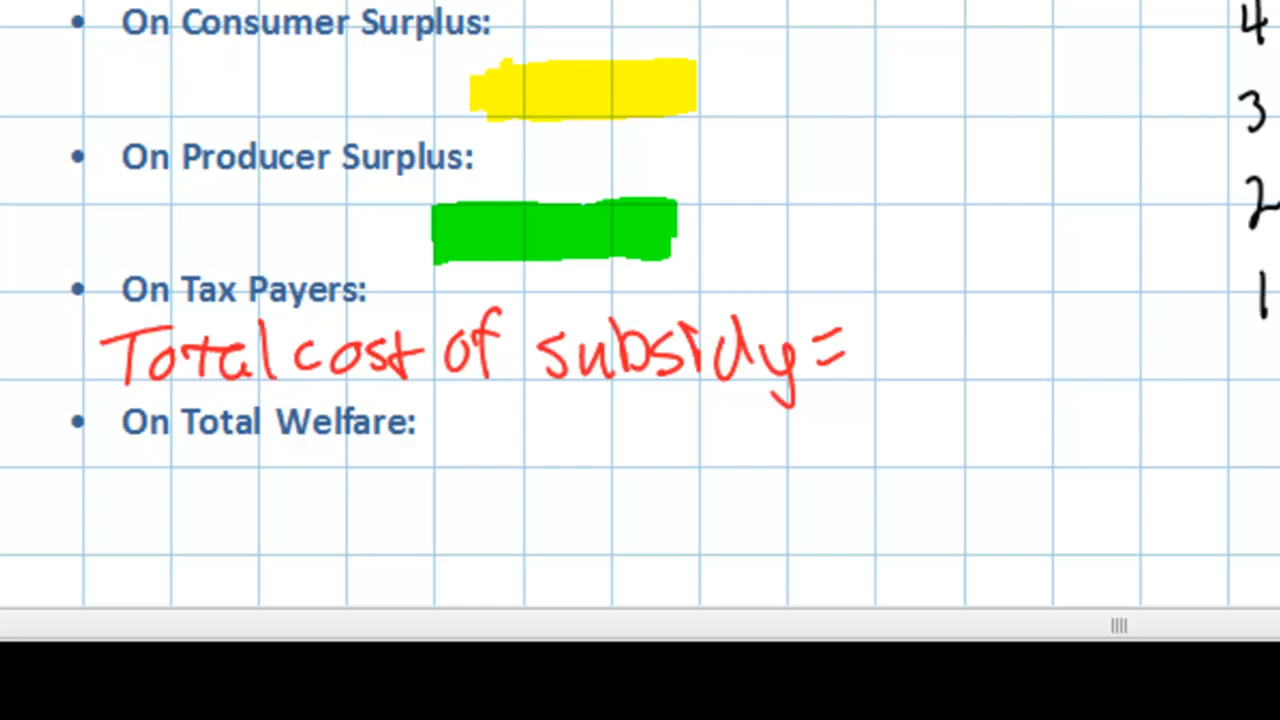 • On Consumer Surplus:
• On Producer Surplus:
• On Tax Payers:
Total cost of subsidy =
• On Total Welfare:
4
3
2
1